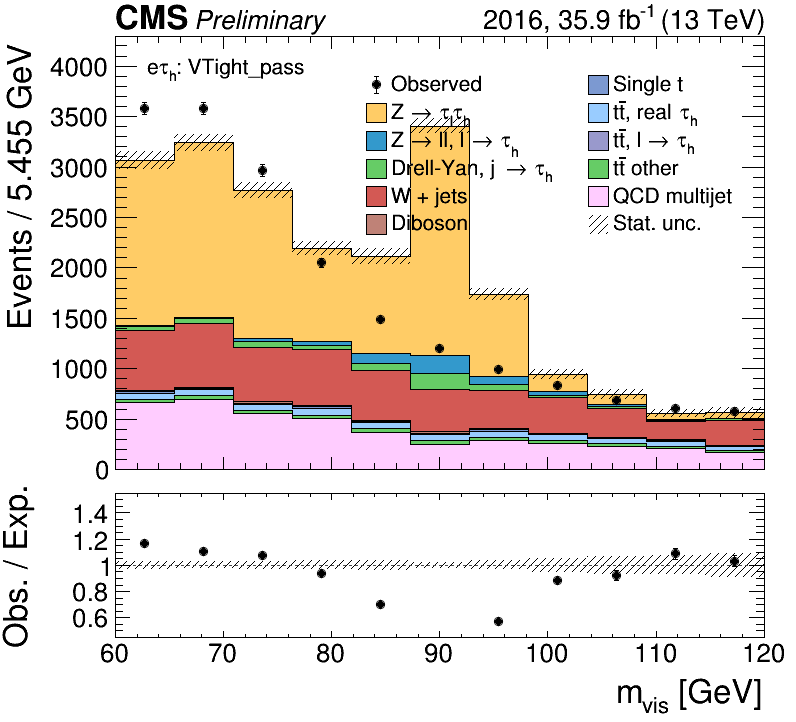 CMS Preliminary 2016, 35.9 fb⁻¹ (13 TeV)
Events / 5.455 GeV
4000
3500
3000
2500
2000
1500
1000
500
0
eτₕ: VTight_pass
Observed
Z → τₗτₕ
Z → ll, l → τₕ
Drell-Yan, j → τₕ
W + jets
Diboson
Single t
tt̄, real τₕ
tt̄, l → τₕ
tt̄ other
QCD multijet
Stat. unc.
Obs. / Exp.
1.4
1.2
1
0.8
0.6
60 70 80 90 100 110 120
m_vis [GeV]